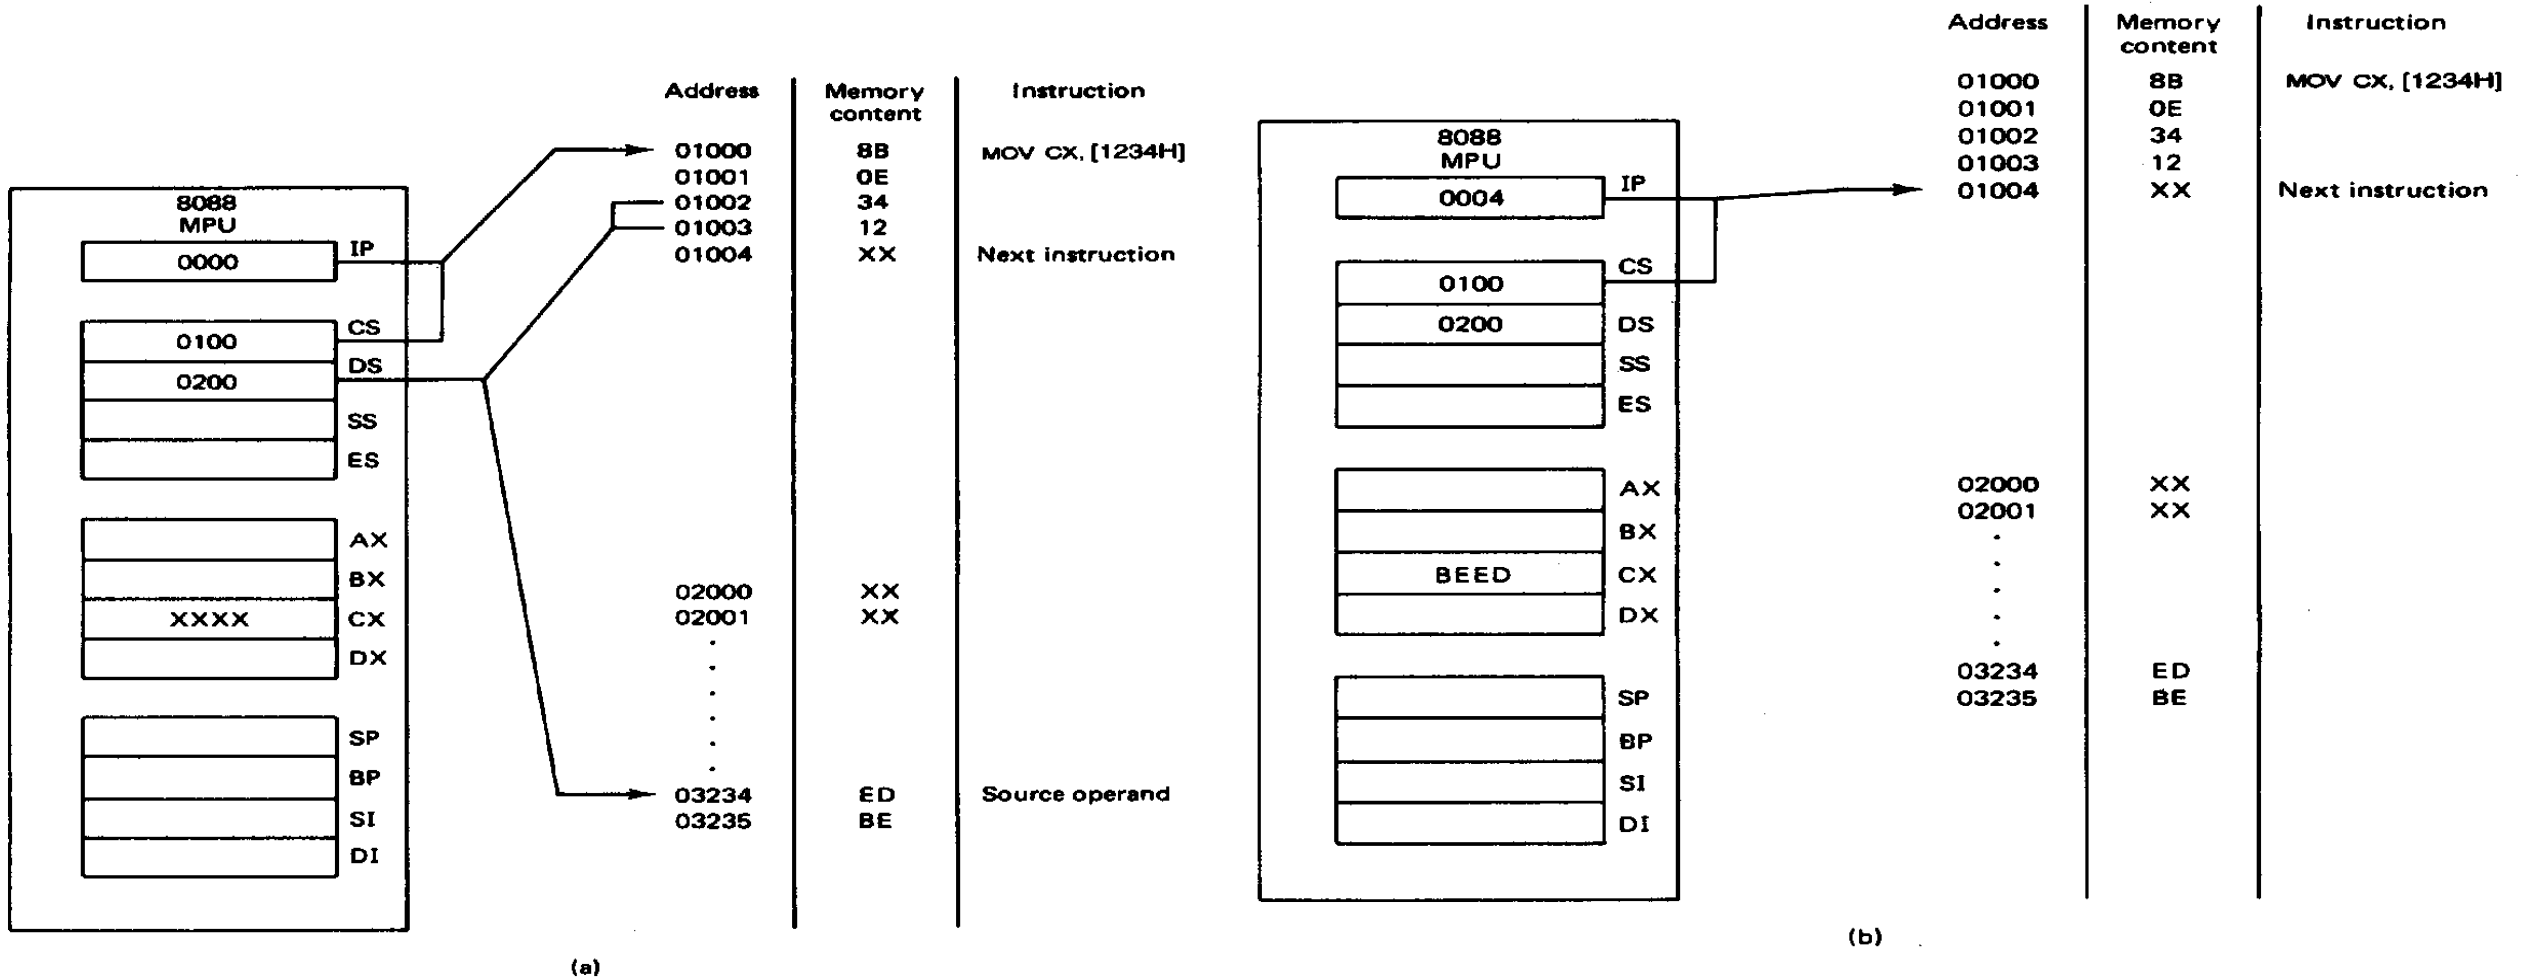 Address Memory content Instruction
01000 8B MOV CX, [1234H]
01001 0E
01002 34
01003 12
01004 XX Next instruction
8088
MPU
0000 IP
0100 CS
0200 DS
SS
ES
AX
BX
XXXX CX
DX
SP
BP
SI
DI
02000 XX
02001 XX
03234 ED Source operand
03235 BE
(a)
Address Memory content Instruction
01000 8B MOV CX, [1234H]
01001 0E
01002 34
01003 12
01004 XX Next instruction
8088
MPU
0004 IP
0100 CS
0200 DS
SS
ES
AX
BX
BEED CX
DX
SP
BP
SI
DI
02000 XX
02001 XX
03234 ED
03235 BE
(b)